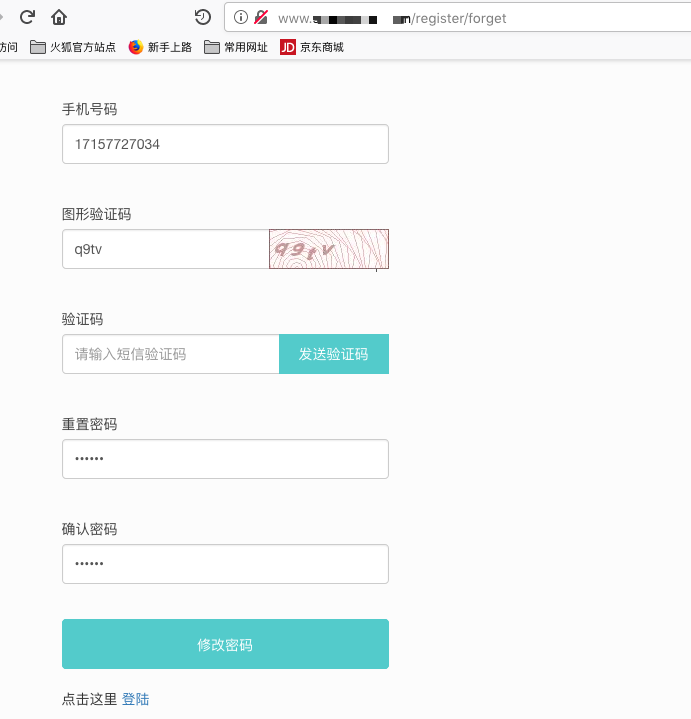 www.
/register/forget
访问 火狐官方站点 新手上路 常用网址 JD 京东商城
手机号码
17157727034
图形验证码
q9tv q9tv
验证码
请输入短信验证码 发送验证码
重置密码
••••••
确认密码
••••••
修改密码
点击这里 登陆